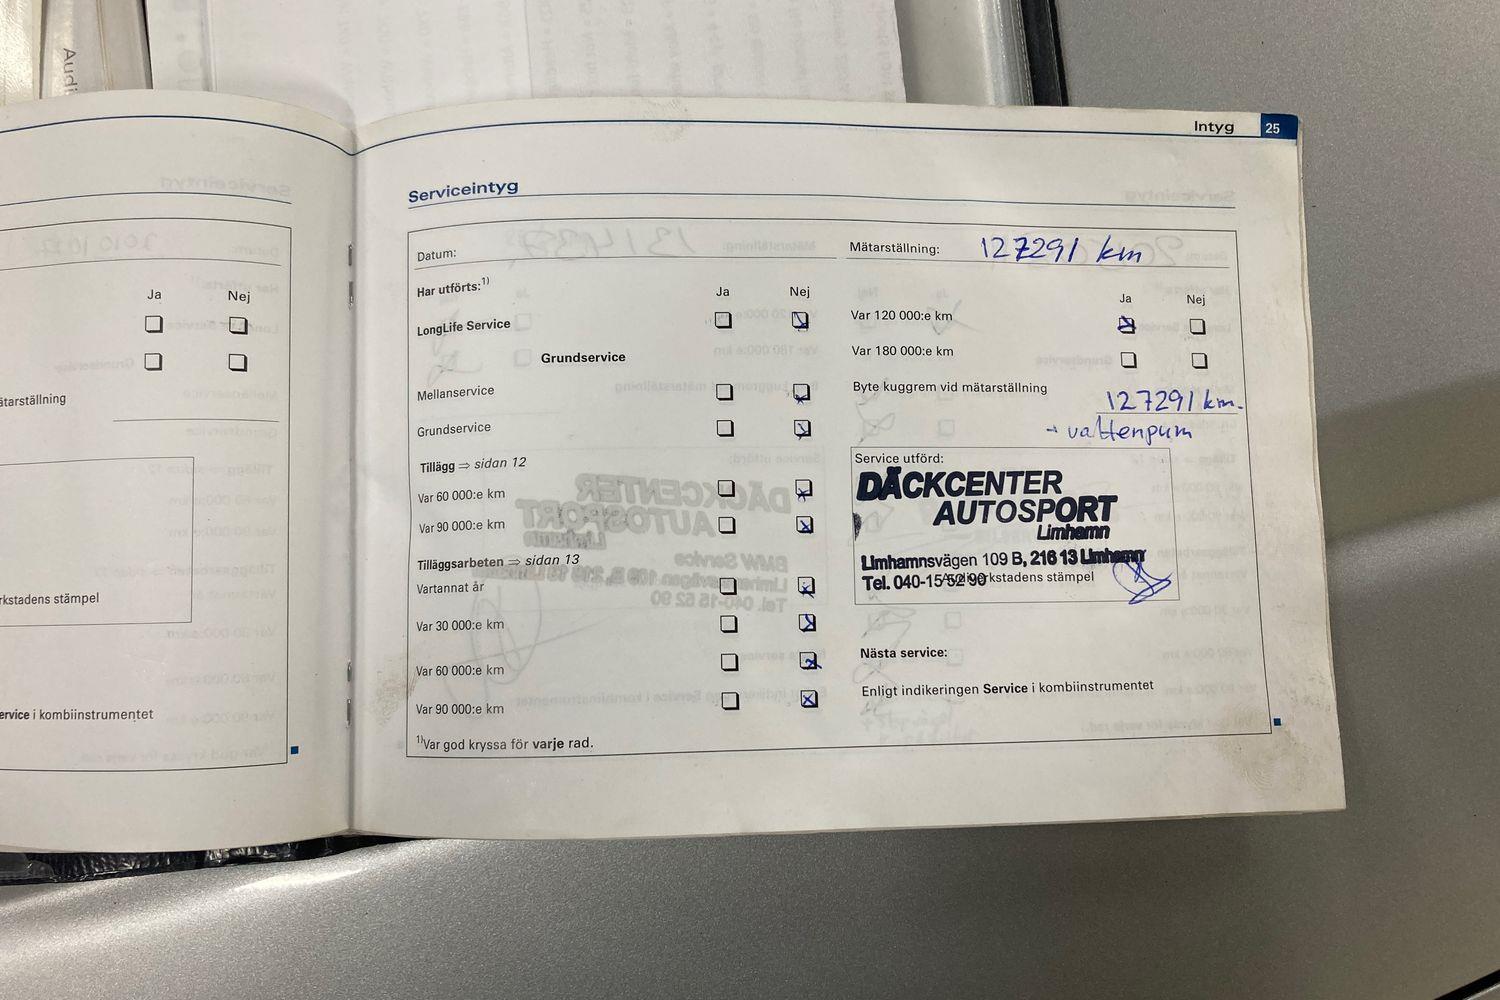 Audi
Intyg 25
Serviceintyg
Datum:
Mätarställning: 127291 km
Har utförts:1)
Ja Nej
Ja Nej
LongLife Service
Var 120 000:e km
Grundservice
Var 180 000:e km
Mellanservice
Byte kuggrem vid mätarställning
127291 km.
Grundservice
vattenpum
Tillägg ⇒ sidan 12
Var 60 000:e km
Var 90 000:e km
Tilläggsarbeten ⇒ sidan 13
Vartannat år
Var 30 000:e km
Var 60 000:e km
Var 90 000:e km
1)Var god kryssa för varje rad.
Service utförd:
DÄCKCENTER
AUTOSPORT
Limhamn
Limhamnsvägen 109 B, 216 13 Limhamn
Tel. 040-15 52 90
stämpel
Nästa service:
Enligt indikeringen Service i kombiinstrumentet
Ja Nej
ätarställning
rkstadens stämpel
ervice i kombiinstrumentet